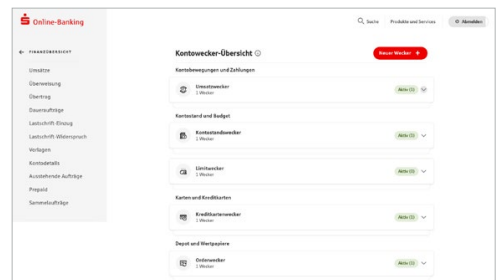 Online-Banking
Suche Produkte und Services Abmelden
FINANZÜBERSICHT
Umsätze
Überweisung
Übertrag
Daueraufträge
Lastschrift-Einzug
Lastschrift-Widerspruch
Vorlagen
Kontodetails
Ausstehende Aufträge
Prepaid
Sammelaufträge
Kontowecker-Übersicht
Neuer Wecker +
Kontobewegungen und Zahlungen
Umsatzwecker
1 Wecker
Aktiv (1)
Kontostand und Budget
Kontostandswecker
1 Wecker
Aktiv (1)
Limitwecker
1 Wecker
Aktiv (1)
Karten und Kreditkarten
Kreditkartenwecker
1 Wecker
Aktiv (1)
Depot und Wertpapiere
Orderwecker
1 Wecker
Aktiv (1)